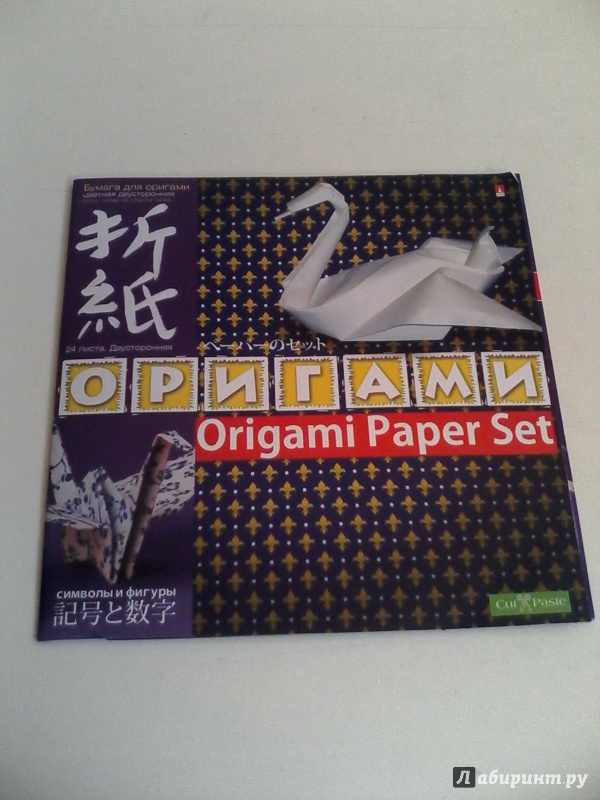 Бумага для оригами
цветная двусторонняя
折
紙
24 листа. Двусторонняя
ペーパーのセット
ОРИГАМИ
Origami Paper Set
символы и фигуры
記号と数字
Cut Paste
Лабиринт.ру